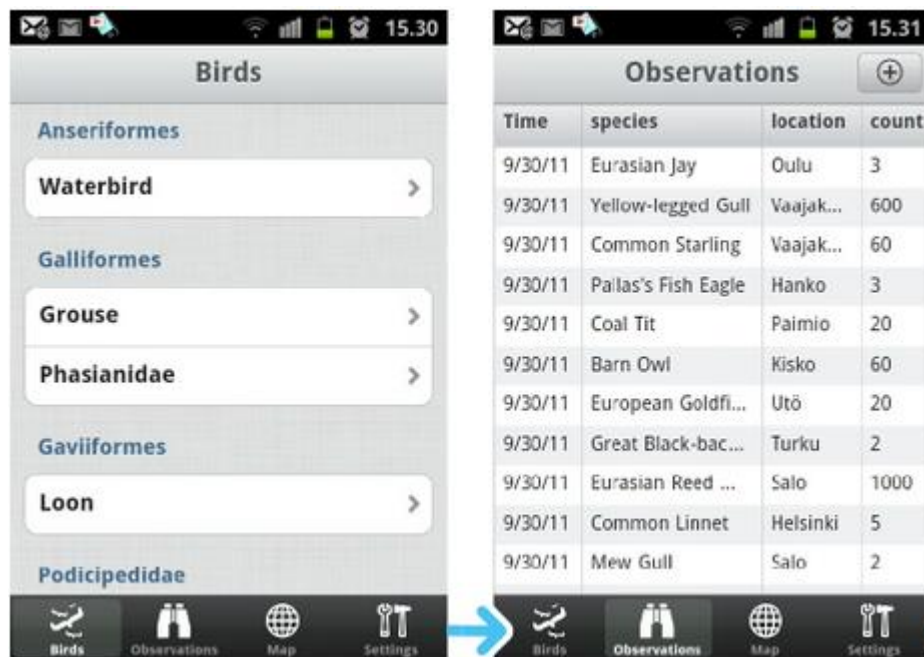 15.30
Birds
Anseriformes
Waterbird
Galliformes
Grouse
Phasianidae
Gaviiformes
Loon
Podicipedidae
Birds Observations Map Settings
15.31
Observations
Time species location count
9/30/11 Eurasian Jay Oulu 3
9/30/11 Yellow-legged Gull Vaajak... 600
9/30/11 Common Starling Vaajak... 60
9/30/11 Pallas's Fish Eagle Hanko 3
9/30/11 Coal Tit Paimio 20
9/30/11 Barn Owl Kisko 60
9/30/11 European Goldfi... Utö 20
9/30/11 Great Black-bac... Turku 2
9/30/11 Eurasian Reed ... Salo 1000
9/30/11 Common Linnet Helsinki 5
9/30/11 Mew Gull Salo 2
Birds Observations Map Settings